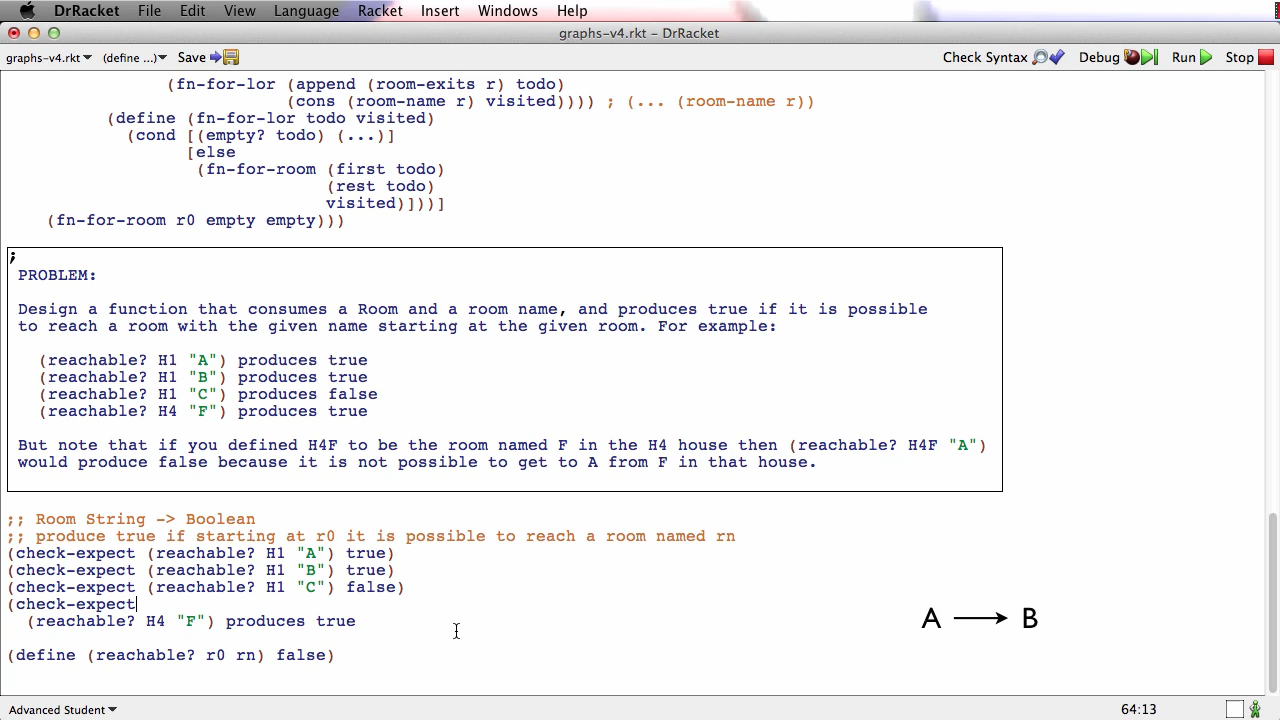 DrRacket File Edit View Language Racket Insert Windows Help
graphs-v4.rkt - DrRacket
graphs-v4.rkt (define ...) Save Check Syntax Debug Run Stop
(fn-for-lor (append (room-exits r) todo)
(cons (room-name r) visited)))) ; (... (room-name r))
(define (fn-for-lor todo visited)
(cond [(empty? todo) (...)]
[else
(fn-for-room (first todo)
(rest todo)
visited)]))]
(fn-for-room r0 empty empty)))
;
PROBLEM:
Design a function that consumes a Room and a room name, and produces true if it is possible
to reach a room with the given name starting at the given room. For example:
(reachable? H1 "A") produces true
(reachable? H1 "B") produces true
(reachable? H1 "C") produces false
(reachable? H4 "F") produces true
But note that if you defined H4F to be the room named F in the H4 house then (reachable? H4F "A")
would produce false because it is not possible to get to A from F in that house.
;; Room String -> Boolean
;; produce true if starting at r0 it is possible to reach a room named rn
(check-expect (reachable? H1 "A") true)
(check-expect (reachable? H1 "B") true)
(check-expect (reachable? H1 "C") false)
(check-expect
(reachable? H4 "F") produces true
A B
(define (reachable? r0 rn) false)
Advanced Student 64:13